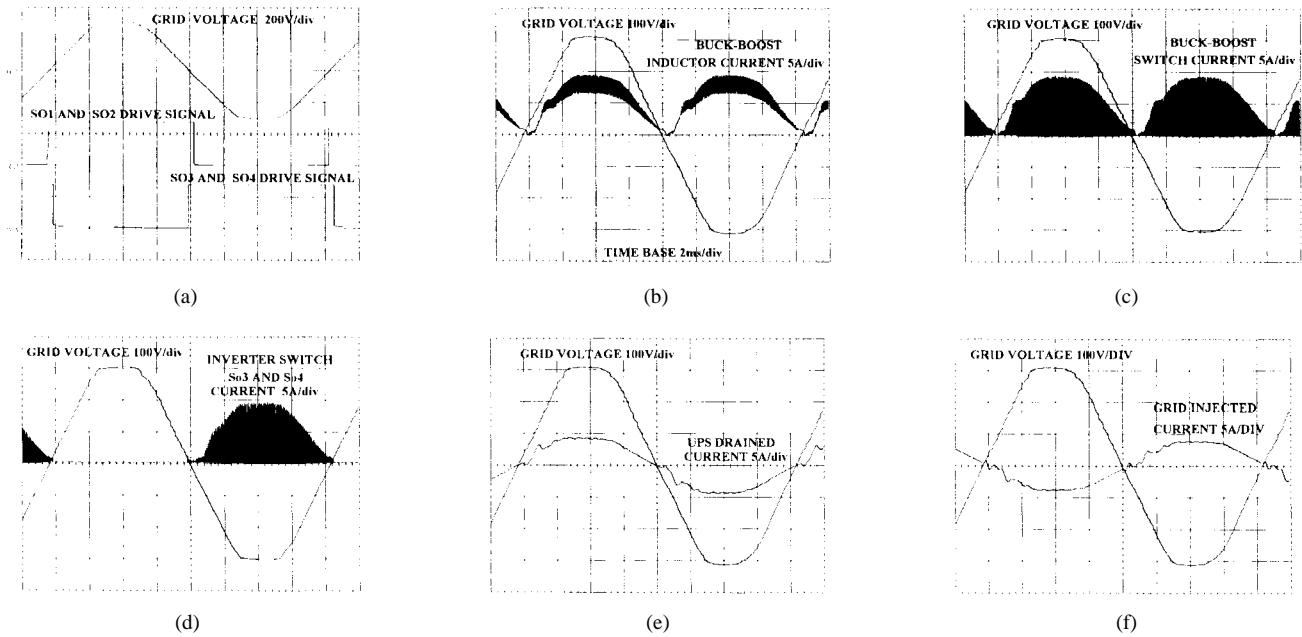 GRID VOLTAGE 200V/div
SO1 AND SO2 DRIVE SIGNAL
SO3 AND SO4 DRIVE SIGNAL
(a)
GRID VOLTAGE 100V/div
BUCK-BOOST
INDUCTOR CURRENT 5A/div
TIME BASE 2ms/div
(b)
GRID VOLTAGE 100V/div
BUCK-BOOST
SWITCH CURRENT 5A/div
(c)
GRID VOLTAGE 100V/div
INVERTER SWITCH
So3 AND So4
CURRENT 5A/div
(d)
GRID VOLTAGE 100V/div
UPS DRAINED
CURRENT 5A/div
(e)
GRID VOLTAGE 100V/DIV
GRID INJECTED
CURRENT 5A/DIV
(f)